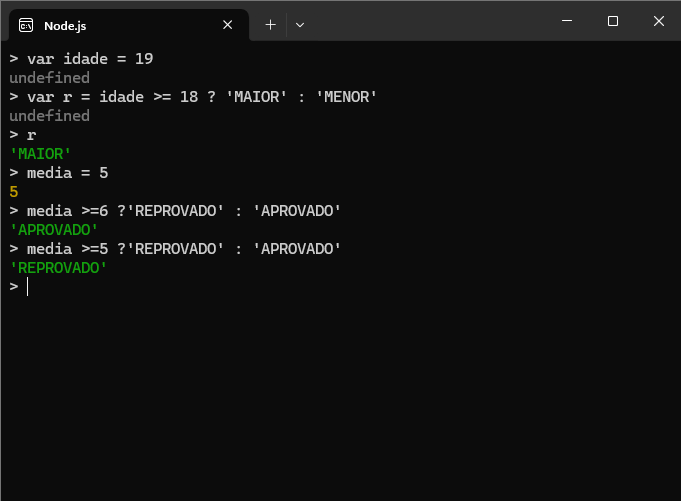 Node.js
> var idade = 19
undefined
> var r = idade >= 18 ? 'MAIOR' : 'MENOR'
undefined
> r
'MAIOR'
> media = 5
5
> media >=6 ?'REPROVADO' : 'APROVADO'
'APROVADO'
> media >=5 ?'REPROVADO' : 'APROVADO'
'REPROVADO'
>